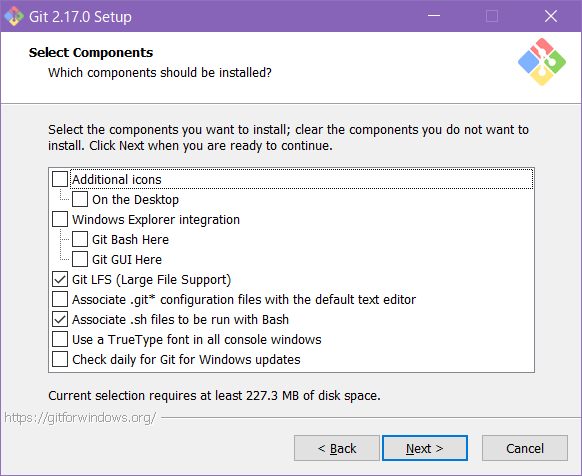 Git 2.17.0 Setup
Select Components
Which components should be installed?
Select the components you want to install; clear the components you do not want to
install. Click Next when you are ready to continue.
Additional icons
On the Desktop
Windows Explorer integration
Git Bash Here
Git GUI Here
Git LFS (Large File Support)
Associate .git* configuration files with the default text editor
Associate .sh files to be run with Bash
Use a TrueType font in all console windows
Check daily for Git for Windows updates
Current selection requires at least 227.3 MB of disk space.
https://gitforwindows.org/
< Back Next > Cancel